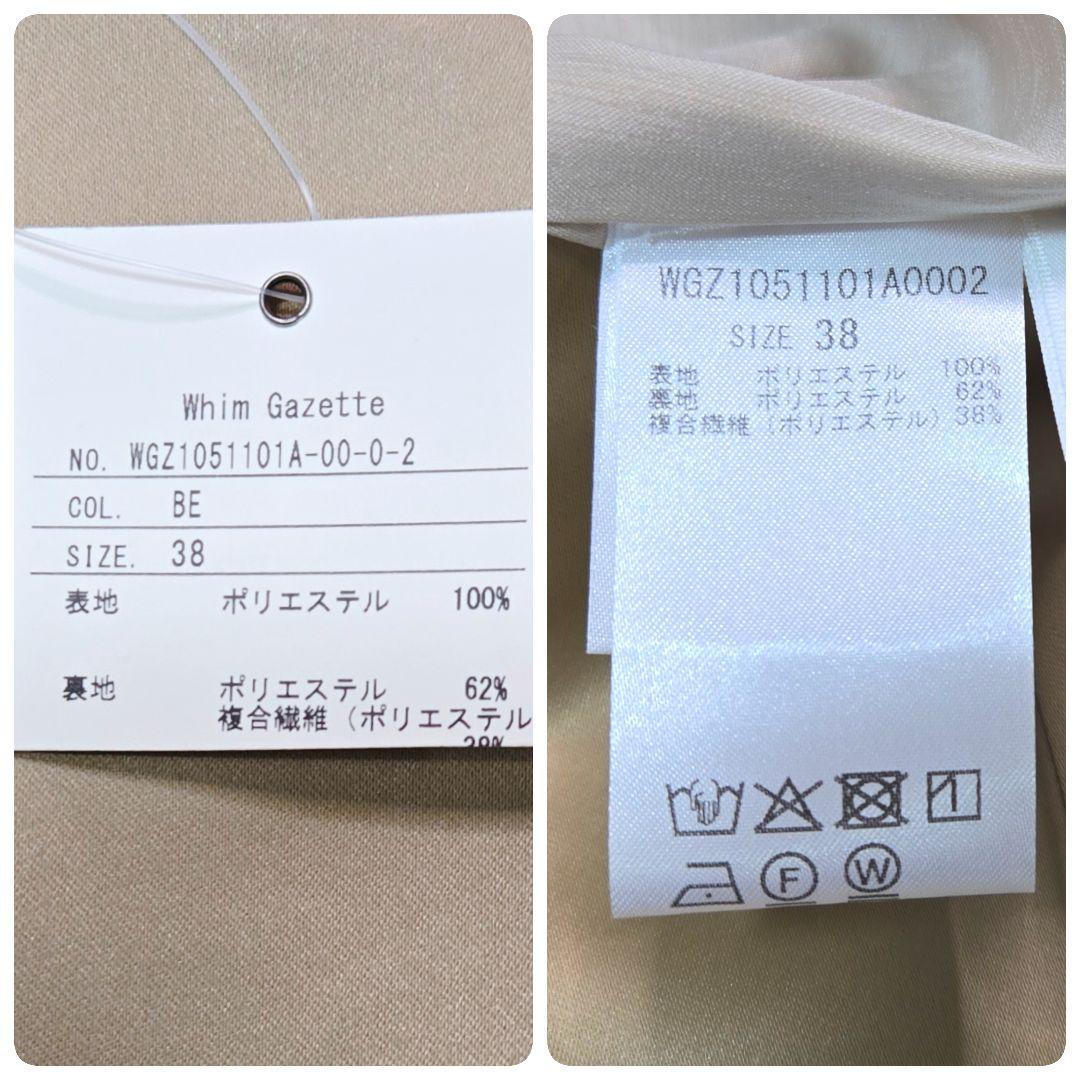 Whim Gazette
NO. WGZ1051101A-00-0-2
COL. BE
SIZE. 38
表地 ポリエステル 100%
裏地 ポリエステル 62%
複合繊維（ポリエステル
38%
WGZ1051101A0002
SIZE 38
表地 ポリエステル 100%
裏地 ポリエステル 62%
複合繊維（ポリエステル）38%
F
W